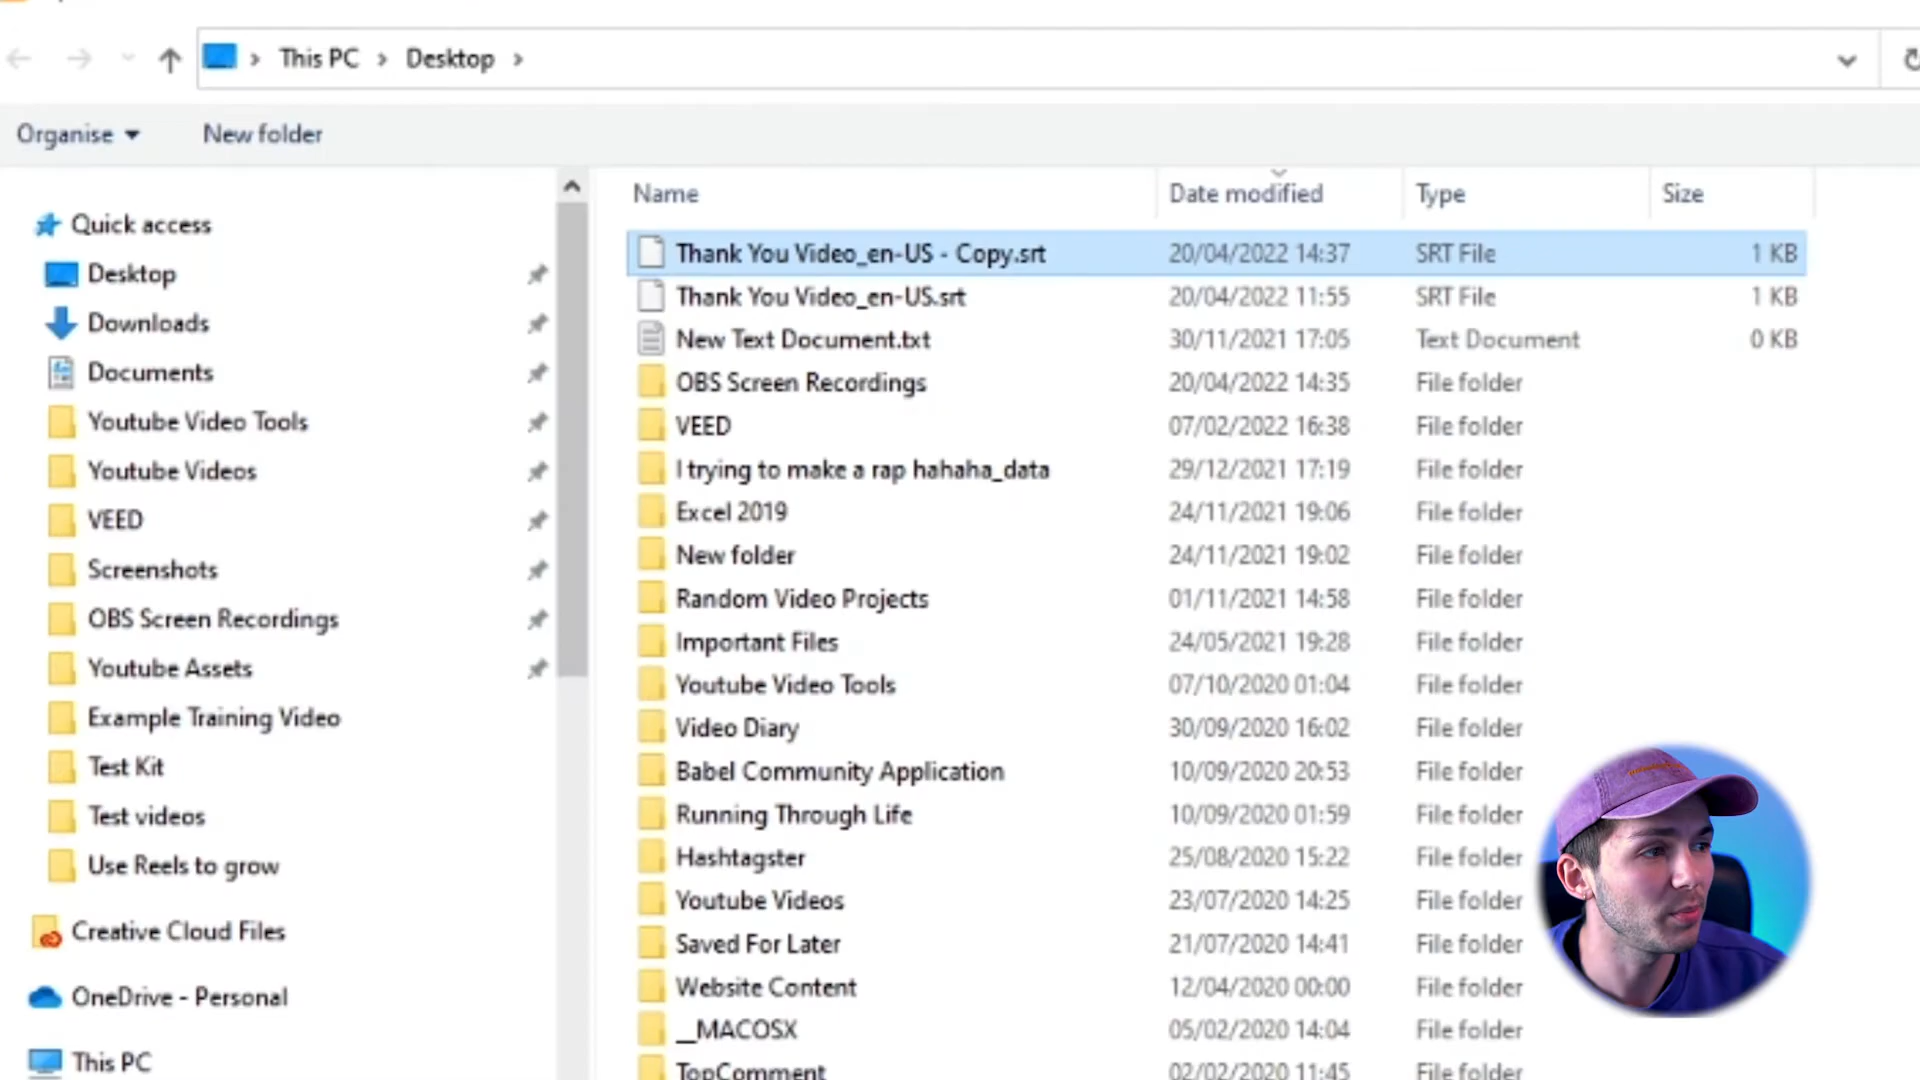 This PC > Desktop >
Organise New folder
Name Date modified Type Size
Quick access
Desktop
Downloads
Documents
Youtube Video Tools
Youtube Videos
VEED
Screenshots
OBS Screen Recordings
Youtube Assets
Example Training Video
Test Kit
Test videos
Use Reels to grow
Creative Cloud Files
OneDrive - Personal
This PC
Thank You Video_en-US - Copy.srt 20/04/2022 14:37 SRT File 1 KB
Thank You Video_en-US.srt 20/04/2022 11:55 SRT File 1 KB
New Text Document.txt 30/11/2021 17:05 Text Document 0 KB
OBS Screen Recordings 20/04/2022 14:35 File folder
VEED 07/02/2022 16:38 File folder
I trying to make a rap hahaha_data 29/12/2021 17:19 File folder
Excel 2019 24/11/2021 19:06 File folder
New folder 24/11/2021 19:02 File folder
Random Video Projects 01/11/2021 14:58 File folder
Important Files 24/05/2021 19:28 File folder
Youtube Video Tools 07/10/2020 01:04 File folder
Video Diary 30/09/2020 16:02 File folder
Babel Community Application 10/09/2020 20:53 File folder
Running Through Life 10/09/2020 01:59 File folder
Hashtagster 25/08/2020 15:22 File folder
Youtube Videos 23/07/2020 14:25 File folder
Saved For Later 21/07/2020 14:41 File folder
Website Content 12/04/2020 00:00 File folder
__MACOSX 05/02/2020 14:04 File folder
TopComment 02/02/2020 11:45 File folder